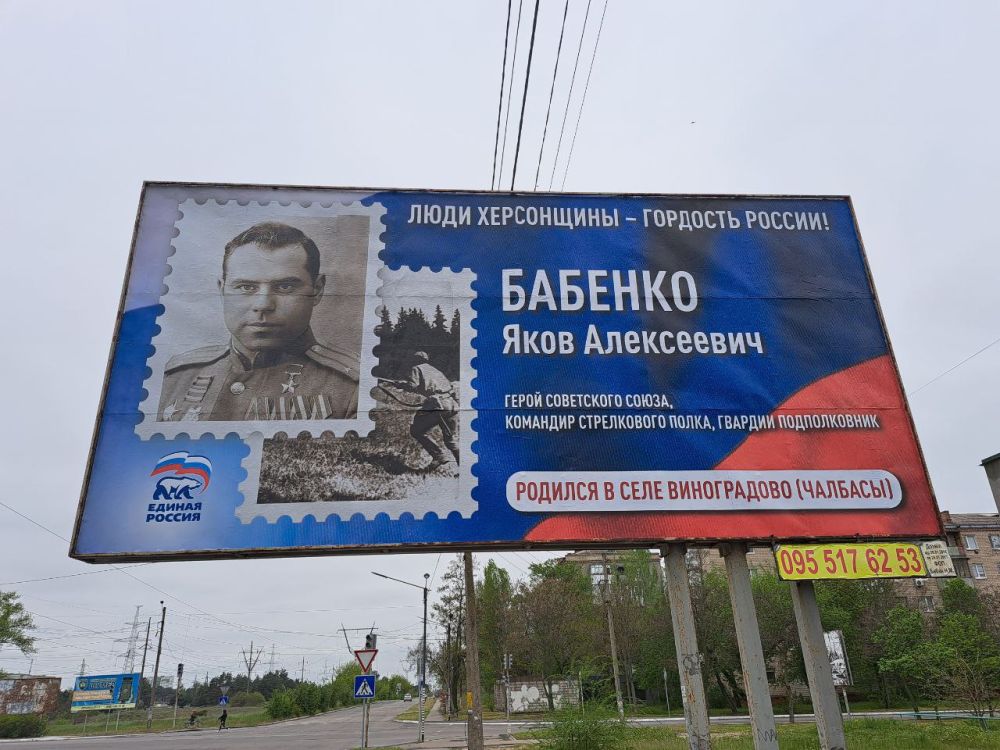 ЛЮДИ ХЕРСОНЩИНЫ – ГОРДОСТЬ РОССИИ!
БАБЕНКО
Яков Алексеевич
ГЕРОЙ СОВЕТСКОГО СОЮЗА,
КОМАНДИР СТРЕЛКОВОГО ПОЛКА, ГВАРДИИ ПОДПОЛКОВНИК
РОДИЛСЯ В СЕЛЕ ВИНОГРАДОВО (ЧАЛБАСЫ)
ЕДИНАЯ
РОССИЯ
095 517 62 53